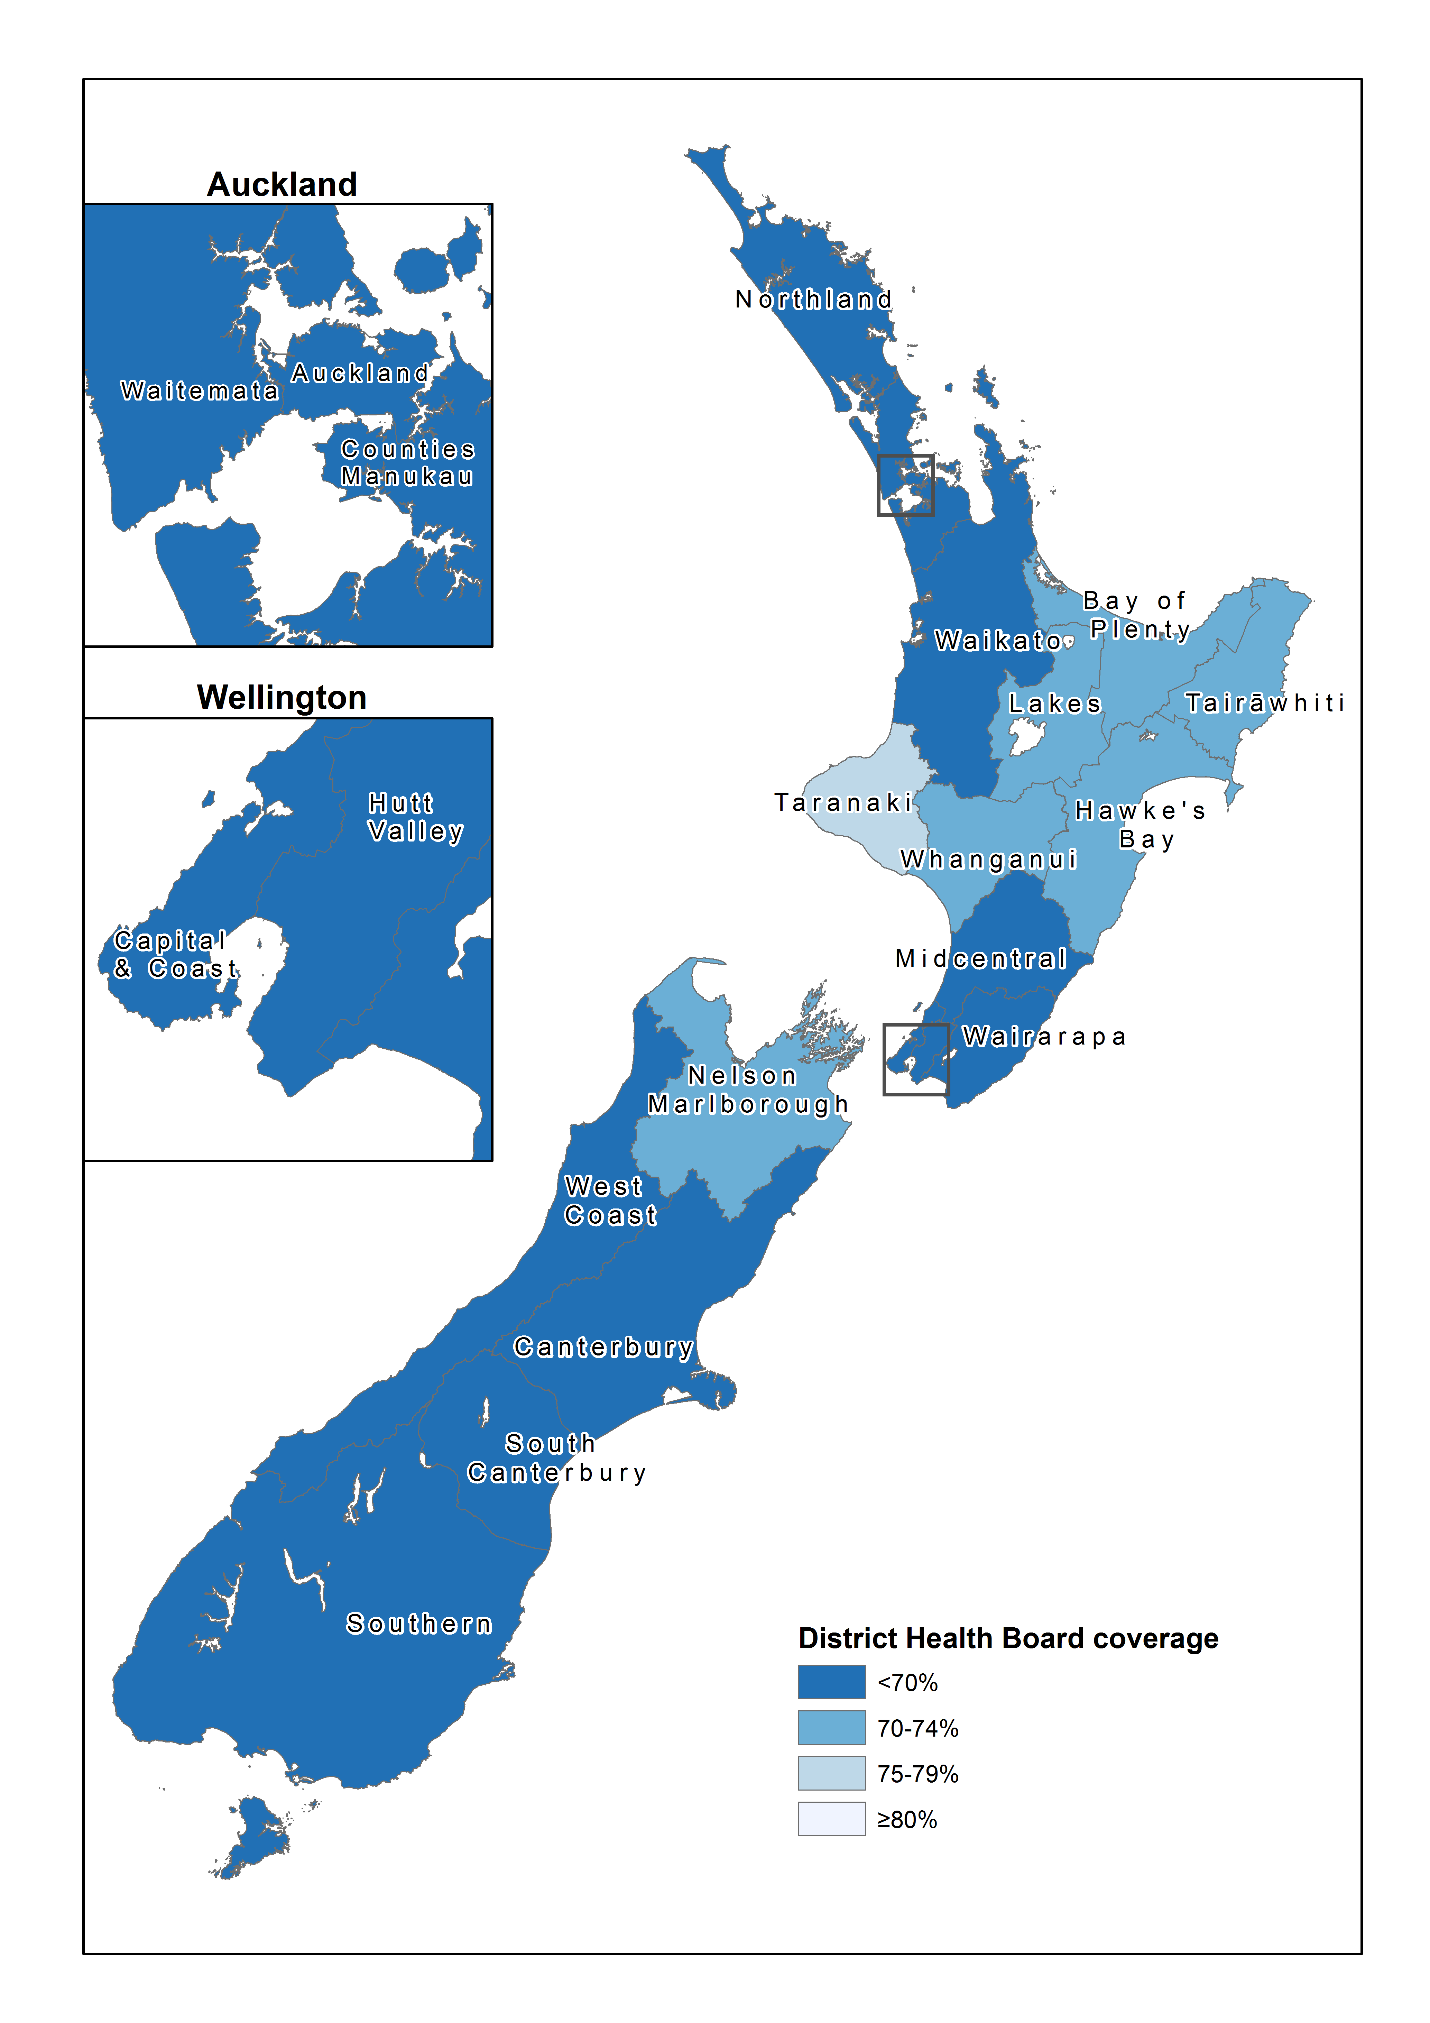 Auckland
Waitemata
Auckland
Counties
Manukau
Wellington
Hutt
Valley
Capital
& Coast
Northland
Bay of
Plenty
Waikato
Lakes
Tairāwhiti
Taranaki
Hawke's
Bay
Whanganui
Midcentral
Wairarapa
Nelson
Marlborough
West
Coast
Canterbury
South
Canterbury
Southern
District Health Board coverage
<70%
70-74%
75-79%
≥80%